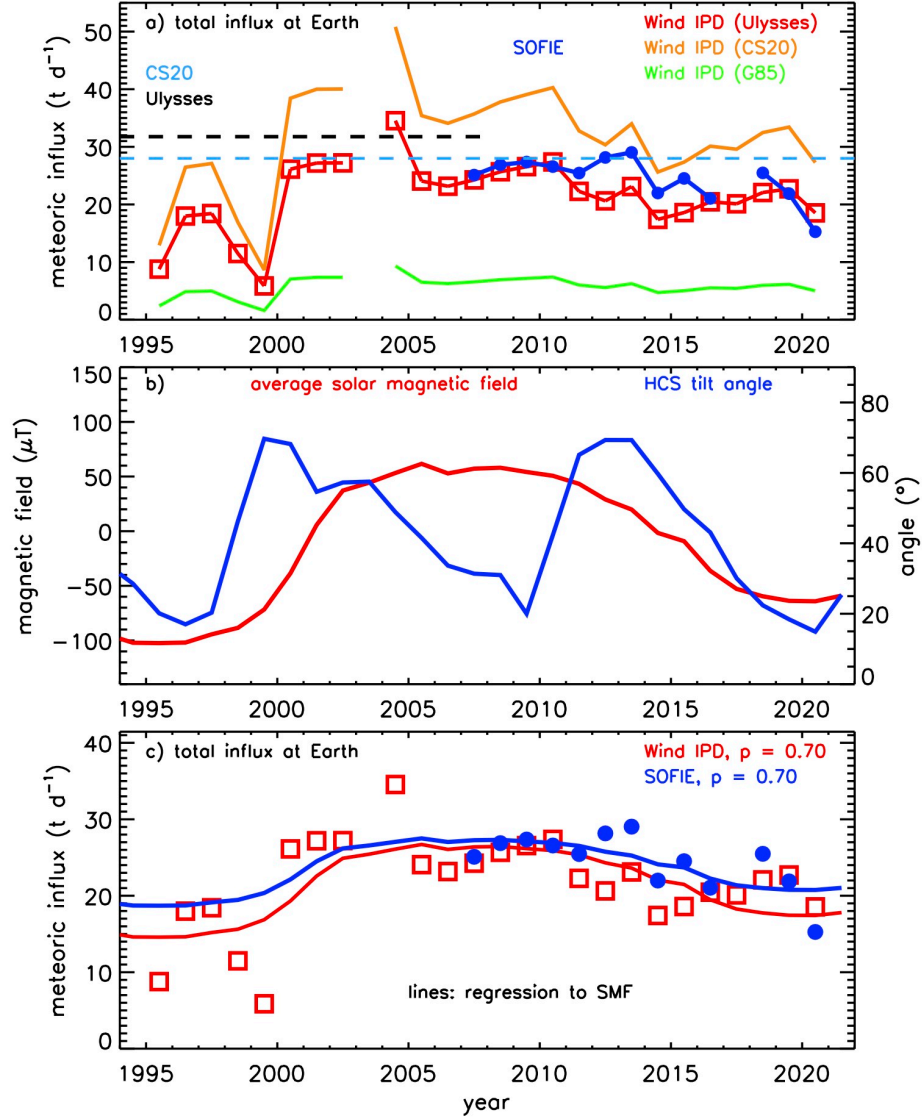 a) total influx at Earth
Wind IPD (Ulysses)
SOFIE
Wind IPD (CS20)
CS20
Wind IPD (G85)
Ulysses
meteoric influx (t d⁻¹)
50
40
30
20
10
0
1995 2000 2005 2010 2015 2020
b)
average solar magnetic field
HCS tilt angle
magnetic field (μT)
150
100
50
0
−50
−100
angle (°)
80
60
40
20
0
1995 2000 2005 2010 2015 2020
c) total influx at Earth
Wind IPD, p = 0.70
SOFIE, p = 0.70
meteoric influx (t d⁻¹)
40
30
20
10
0
lines: regression to SMF
1995 2000 2005 2010 2015 2020
year